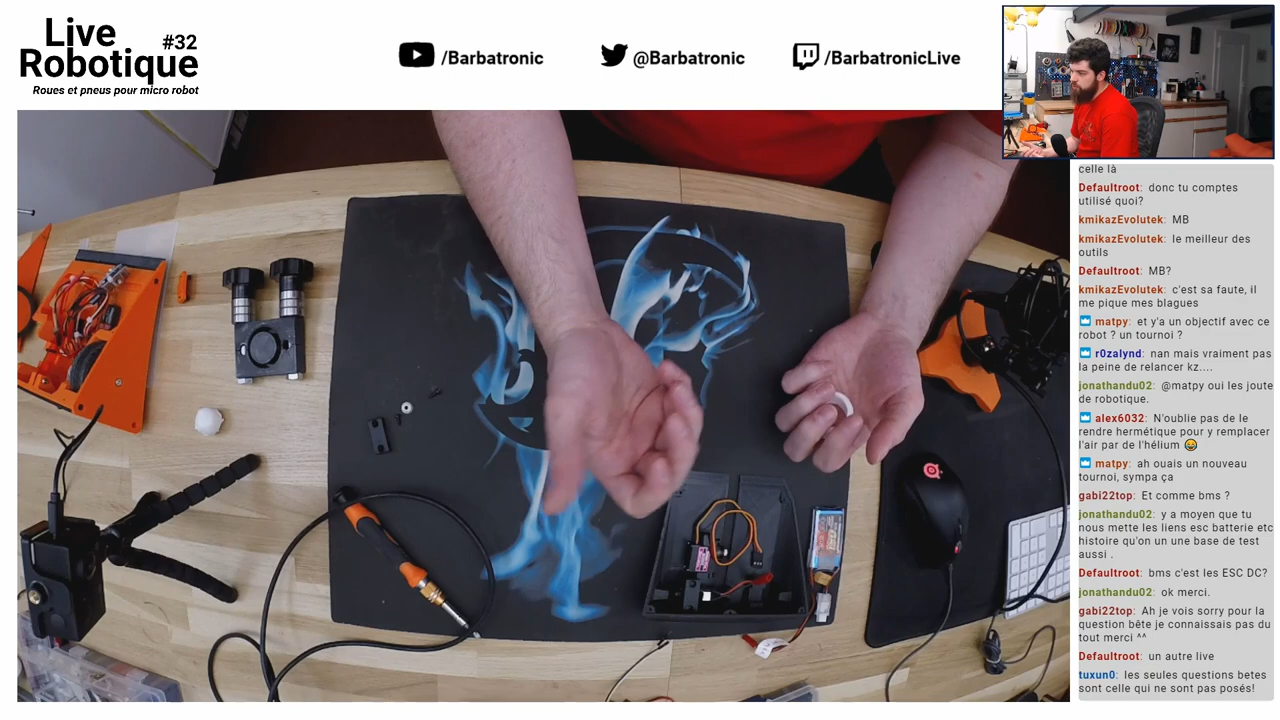 Live
Robotique #32
Roues et pneus pour micro robot
/Barbatronic
@Barbatronic
/BarbatronicLive
celle là
Defaultroot: donc tu comptes
utilisé quoi?
kmikazEvolutek: MB
kmikazEvolutek: le meilleur des
outils
Defaultroot: MB?
kmikazEvolutek: c'est sa faute, il
me pique mes blagues
matpy: et y'a un objectif avec ce
robot ? un tournoi ?
r0zalynd: nan mais vraiment pas
la peine de relancer kz....
jonathandu02: @matpy oui les joute
de robotique.
alex6032: N'oublie pas de le
rendre hermétique pour y remplacer
l'air par de l'hélium 😂
matpy: ah ouais un nouveau
tournoi, sympa ça
gabi22top: Et comme bms ?
jonathandu02: y a moyen que tu
nous mette les liens esc batterie etc
histoire qu'on un une base de test
aussi .
Defaultroot: bms c'est les ESC DC?
jonathandu02: ok merci.
gabi22top: Ah je vois sorry pour la
question bête je connaissais pas du
tout merci ^^
Defaultroot: un autre live
tuxun0: les seules questions betes
sont celle qui ne sont pas posés!